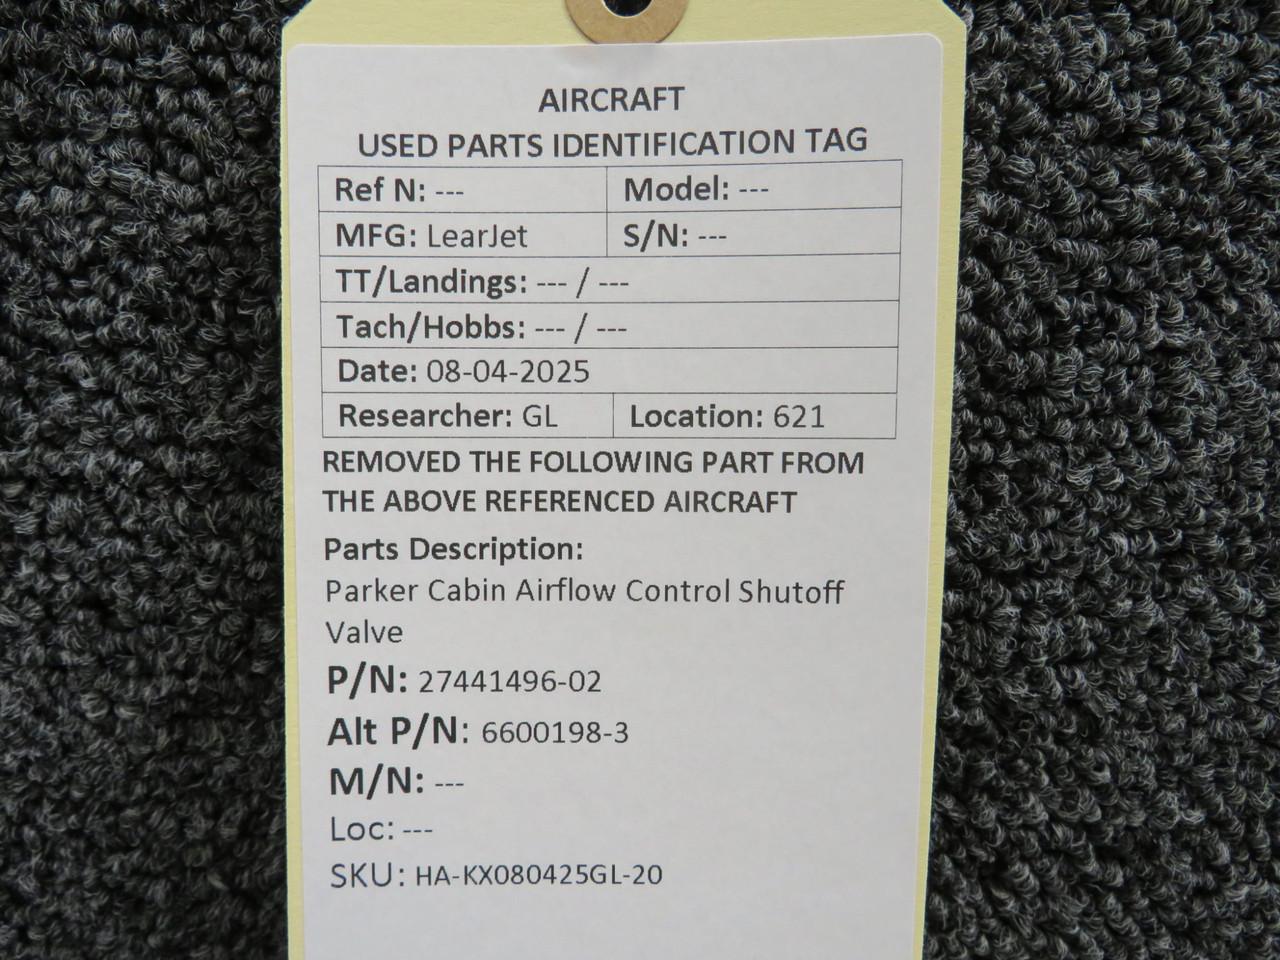 AIRCRAFT
USED PARTS IDENTIFICATION TAG
Ref N: --- Model: ---
MFG: LearJet S/N: ---
TT/Landings: --- / ---
Tach/Hobbs: --- / ---
Date: 08-04-2025
Researcher: GL Location: 621
REMOVED THE FOLLOWING PART FROM
THE ABOVE REFERENCED AIRCRAFT
Parts Description:
Parker Cabin Airflow Control Shutoff
Valve
P/N: 27441496-02
Alt P/N: 6600198-3
M/N: ---
Loc: ---
SKU: HA-KX080425GL-20